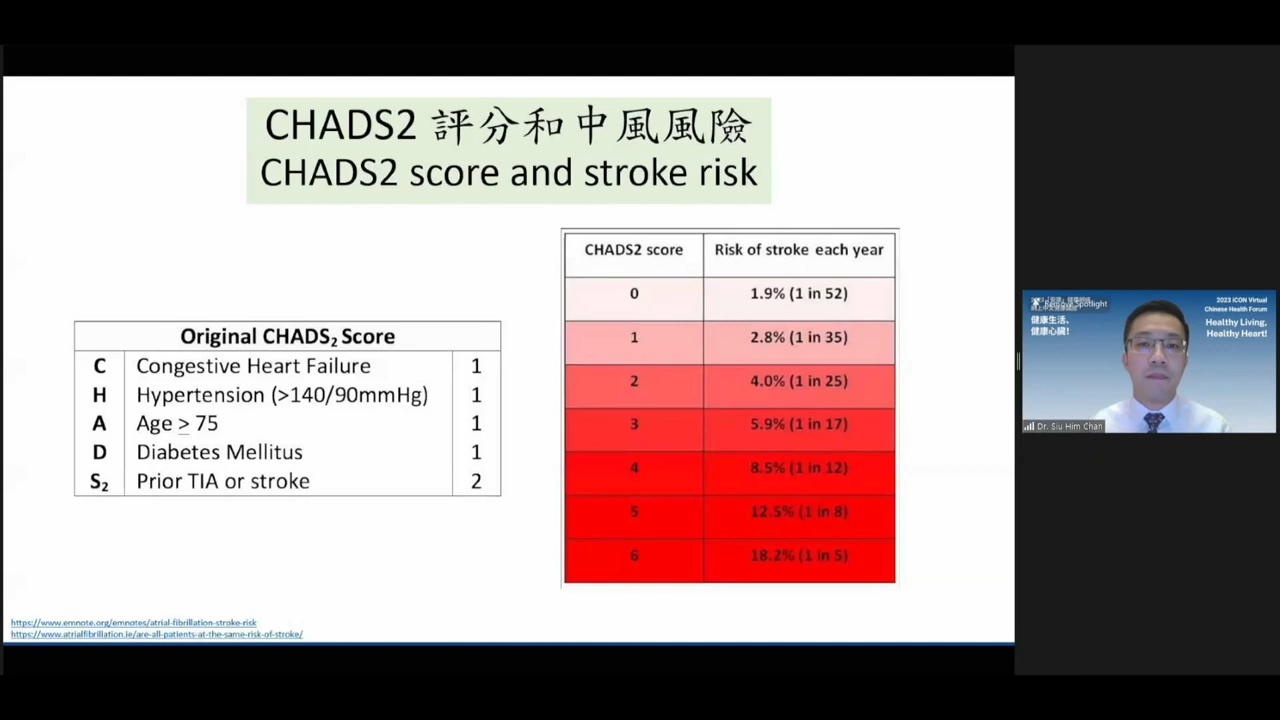 CHADS2 評分和中風風險
CHADS2 score and stroke risk
Original CHADS₂ Score
C Congestive Heart Failure 1
H Hypertension (>140/90mmHg) 1
A Age ≥ 75 1
D Diabetes Mellitus 1
S₂ Prior TIA or stroke 2
CHADS2 score Risk of stroke each year
0 1.9% (1 in 52)
1 2.8% (1 in 35)
2 4.0% (1 in 25)
3 5.9% (1 in 17)
4 8.5% (1 in 12)
5 12.5% (1 in 8)
6 18.2% (1 in 5)
https://www.emnote.org/emnotes/atrial-fibrillation-stroke-risk
https://www.atrialfibrillation.ie/are-all-patients-at-the-same-risk-of-stroke/
Remove Spotlight
健康生活、
健康心臟!
2023 iCON Virtual
Chinese Health Forum
Healthy Living,
Healthy Heart!
Dr. Siu Him Chan